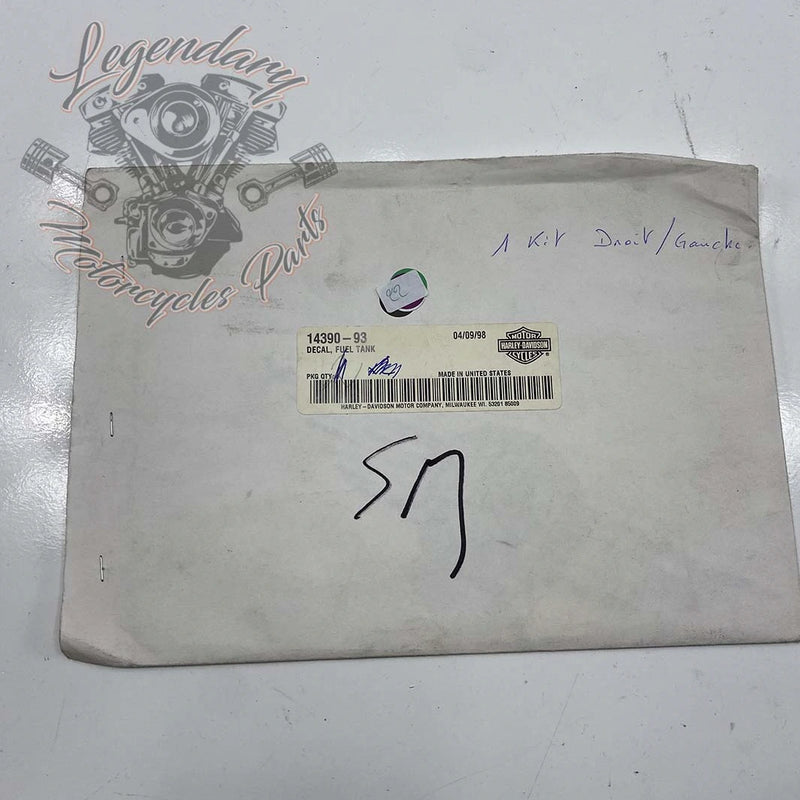 Legendary
Motorcycles Parts
1 Kit Droit/Gauche
22
14390-93
04/09/98
DECAL, FUEL TANK
MOTOR
HARLEY-DAVIDSON
CYCLES
®
PKG QTY
MADE IN UNITED STATES
HARLEY-DAVIDSON MOTOR COMPANY, MILWAUKEE WI. 53201 85009